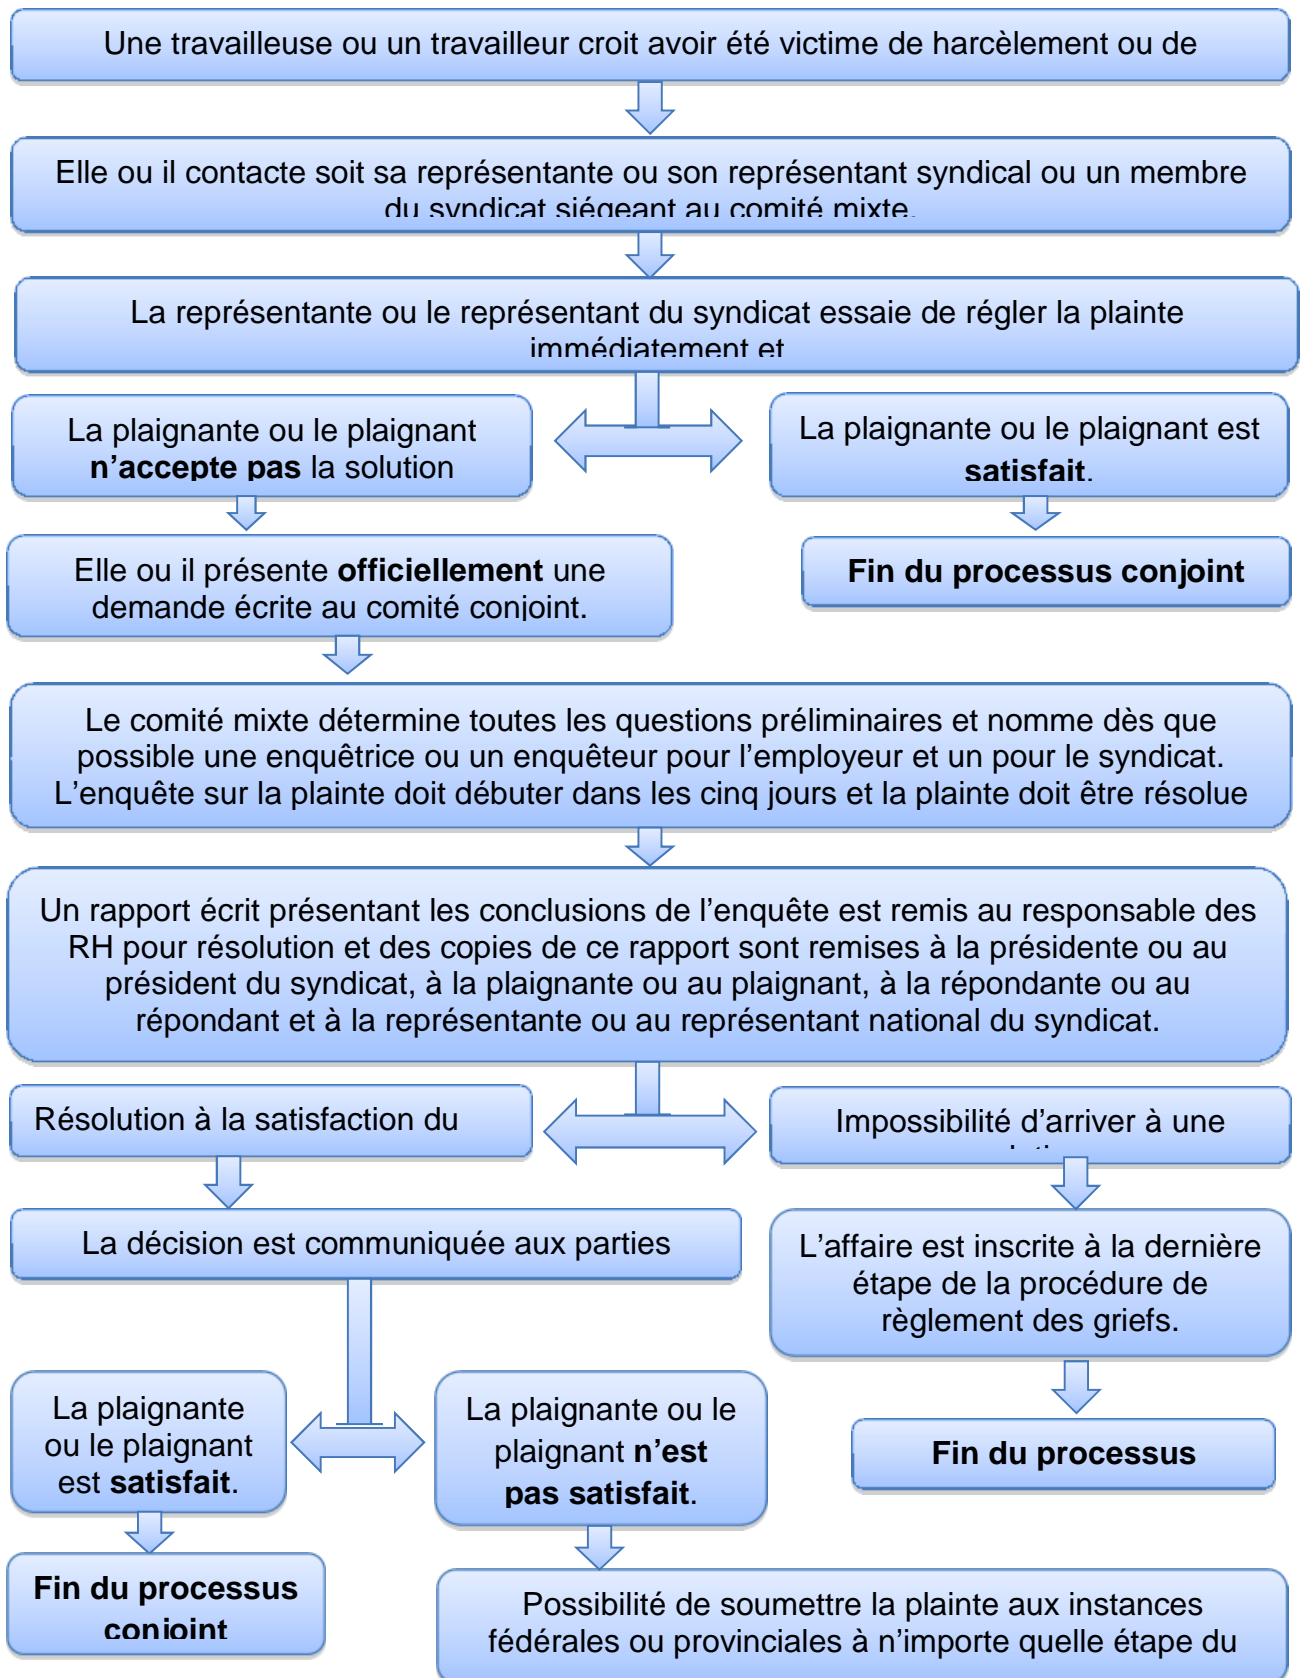 Une travailleuse ou un travailleur croit avoir été victime de harcèlement ou de
Elle ou il contacte soit sa représentante ou son représentant syndical ou un membre
du syndicat siégeant au comité mixte.
La représentante ou le représentant du syndicat essaie de régler la plainte
immédiatement et
La plaignante ou le plaignant
n’accepte pas la solution
La plaignante ou le plaignant est
satisfait.
Elle ou il présente officiellement une
demande écrite au comité conjoint.
Fin du processus conjoint
Le comité mixte détermine toutes les questions préliminaires et nomme dès que
possible une enquêtrice ou un enquêteur pour l’employeur et un pour le syndicat.
L’enquête sur la plainte doit débuter dans les cinq jours et la plainte doit être résolue
Un rapport écrit présentant les conclusions de l’enquête est remis au responsable des
RH pour résolution et des copies de ce rapport sont remises à la présidente ou au
président du syndicat, à la plaignante ou au plaignant, à la répondante ou au
répondant et à la représentante ou au représentant national du syndicat.
Résolution à la satisfaction du
Impossibilité d’arriver à une
La décision est communiquée aux parties
L’affaire est inscrite à la dernière
étape de la procédure de
règlement des griefs.
La plaignante
ou le plaignant
est satisfait.
La plaignante ou le
plaignant n’est
pas satisfait.
Fin du processus
Fin du processus
conjoint
Possibilité de soumettre la plainte aux instances
fédérales ou provinciales à n’importe quelle étape du